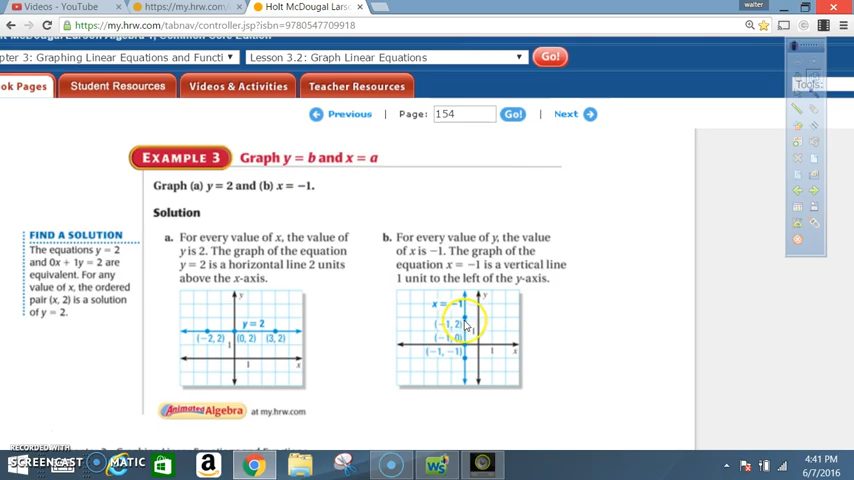 Videos - YouTube
https://my.hrw.com/tabnav
Holt McDougal Lars
walter
https://my.hrw.com/tabnav/controller.jsp?isbn=9780547709918
pter 3: Graphing Linear Equations and Functi
Lesson 3.2: Graph Linear Equations
Go!
ok Pages
Student Resources
Videos & Activities
Teacher Resources
Tools:
Previous | Page: 154 Go! | Next
EXAMPLE 3 Graph y = b and x = a
Graph (a) y = 2 and (b) x = −1.
Solution
FIND A SOLUTION
The equations y = 2
and 0x + 1y = 2 are
equivalent. For any
value of x, the ordered
pair (x, 2) is a solution
of y = 2.
a. For every value of x, the value
of y is 2. The graph of the equation
y = 2 is a horizontal line 2 units
above the x-axis.
y
y = 2
(−2, 2) (0, 2) (3, 2)
1
1
x
b. For every value of y, the value
of x is −1. The graph of the
equation x = −1 is a vertical line
1 unit to the left of the y-axis.
x = −1
y
(−1, 2)
1
(−1, 0)
(−1, −1)
1
x
Animated Algebra at my.hrw.com
RECORDED WITH
SCREENCAST MATIC
WS
4:41 PM
6/7/2016